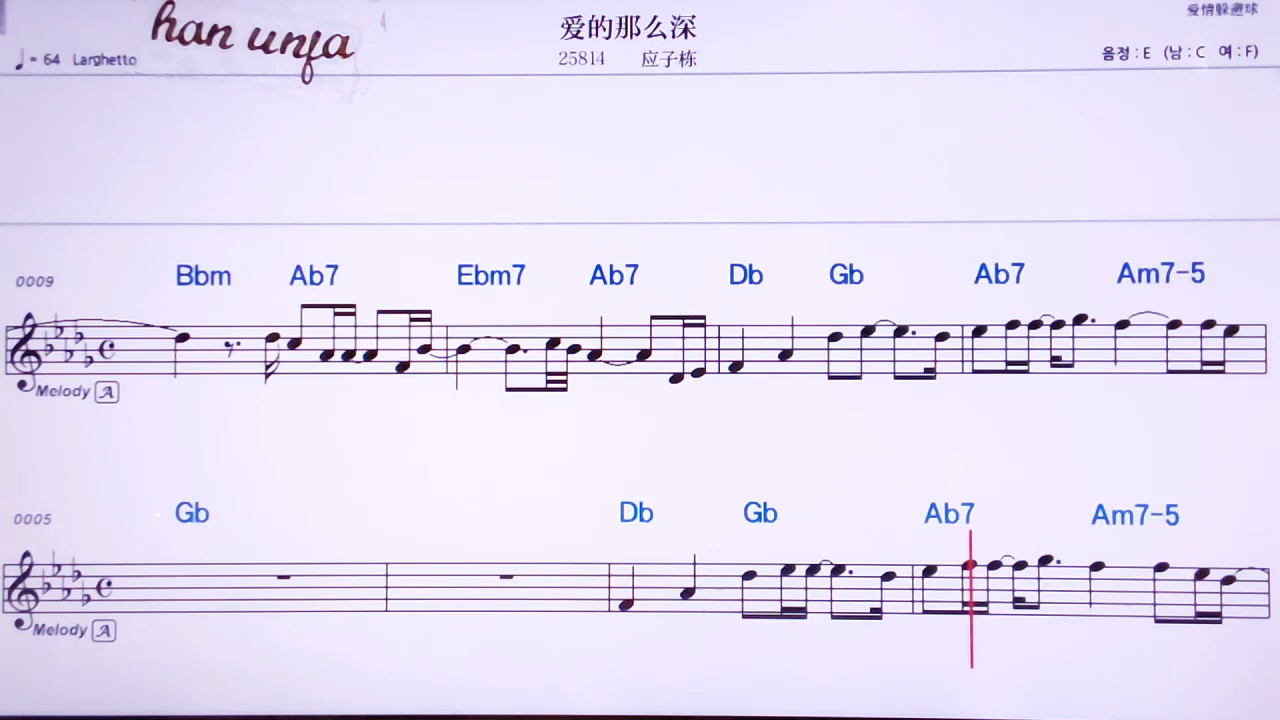 han unfa
爱的那么深
爱情躲避球
♩= 64 Larghetto
25814 应子栋
음정 : E (남 : C 여 : F)
0009 Bbm Ab7 Ebm7 Ab7 Db Gb Ab7 Am7-5
Melody A
0005 Gb Db Gb Ab7 Am7-5
Melody A